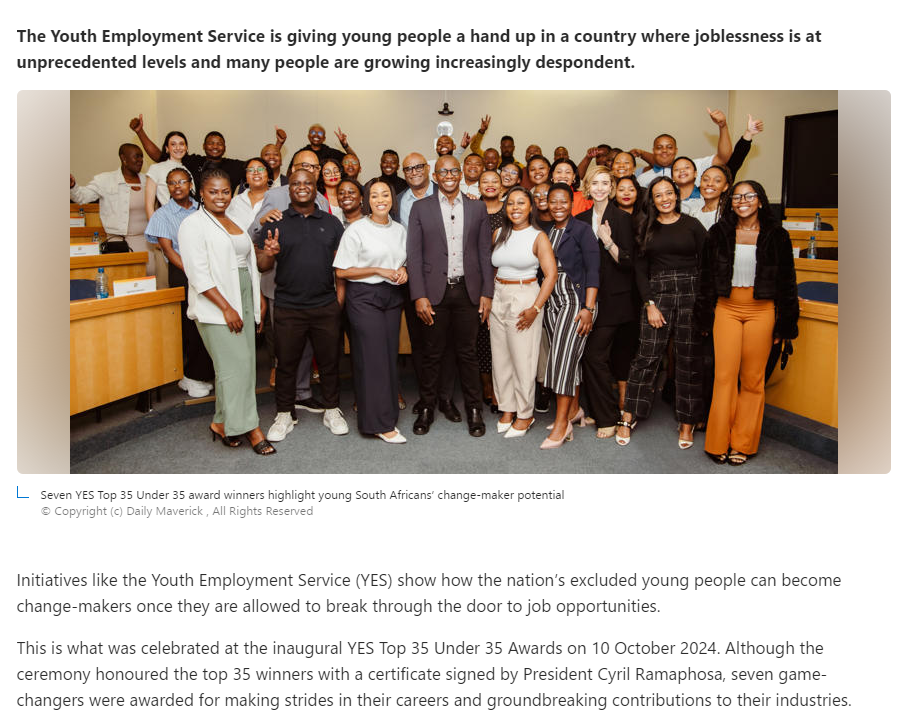 The Youth Employment Service is giving young people a hand up in a country where joblessness is at
unprecedented levels and many people are growing increasingly despondent.
Seven YES Top 35 Under 35 award winners highlight young South Africans’ change-maker potential
© Copyright (c) Daily Maverick , All Rights Reserved
Initiatives like the Youth Employment Service (YES) show how the nation’s excluded young people can become
change-makers once they are allowed to break through the door to job opportunities.
This is what was celebrated at the inaugural YES Top 35 Under 35 Awards on 10 October 2024. Although the
ceremony honoured the top 35 winners with a certificate signed by President Cyril Ramaphosa, seven game-
changers were awarded for making strides in their careers and groundbreaking contributions to their industries.